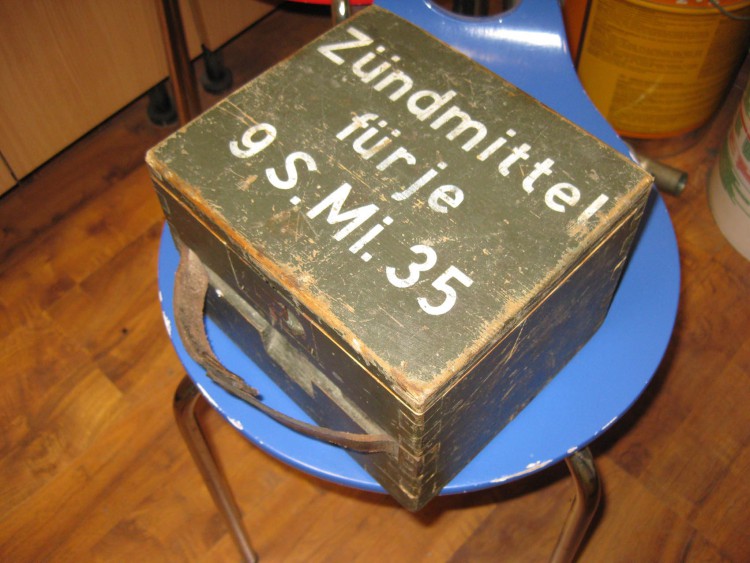 Zündmittel
für je
9 S.Mi.35